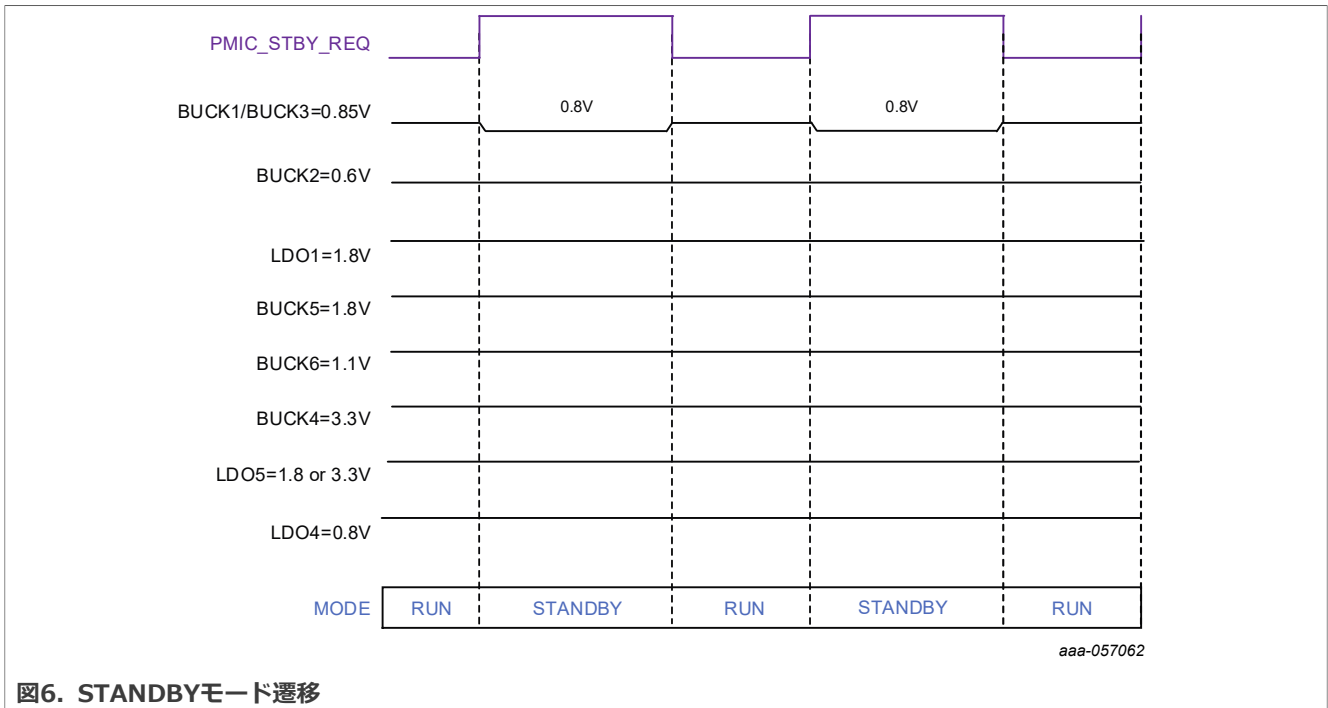 PMIC_STBY_REQ
BUCK1/BUCK3=0.85V
0.8V
0.8V
BUCK2=0.6V
LDO1=1.8V
BUCK5=1.8V
BUCK6=1.1V
BUCK4=3.3V
LDO5=1.8 or 3.3V
LDO4=0.8V
MODE RUN STANDBY RUN STANDBY RUN
aaa-057062
図6. STANDBYモード遷移